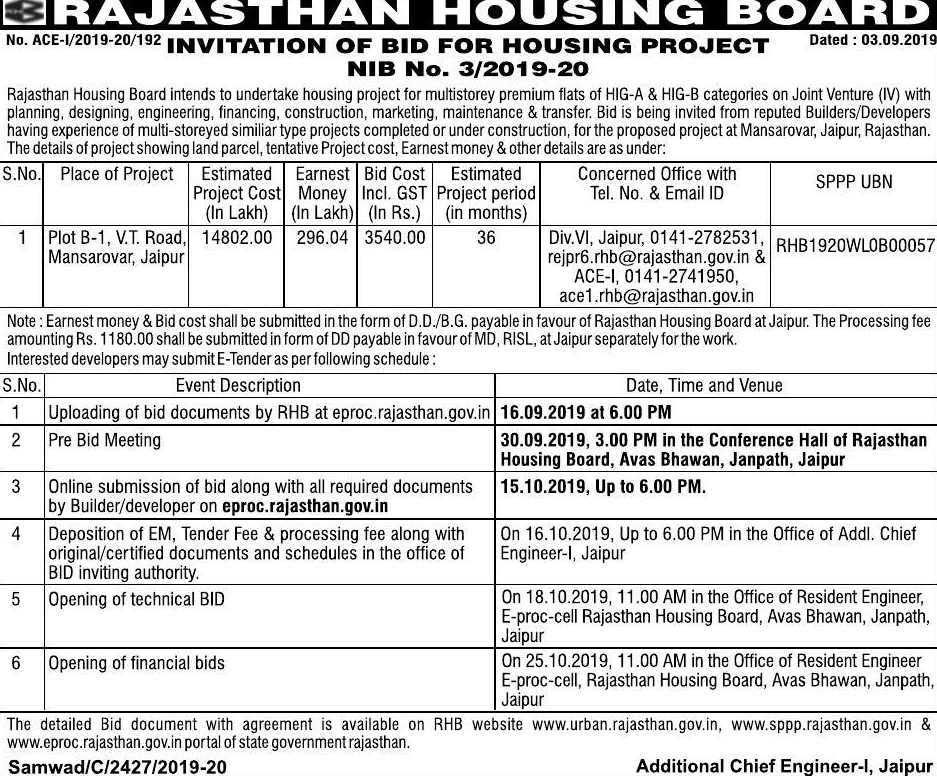 RAJASTHAN HOUSING BOARD
No. ACE-I/2019-20/192 INVITATION OF BID FOR HOUSING PROJECT Dated : 03.09.2019
NIB No. 3/2019-20
Rajasthan Housing Board intends to undertake housing project for multistorey premium flats of HIG-A & HIG-B categories on Joint Venture (IV) with
planning, designing, engineering, financing, construction, marketing, maintenance & transfer. Bid is being invited from reputed Builders/Developers
having experience of multi-storeyed similiar type projects completed or under construction, for the proposed project at Mansarovar, Jaipur, Rajasthan.
The details of project showing land parcel, tentative Project cost, Earnest money & other details are as under:
S.No. Place of Project Estimated Project Cost (In Lakh) Earnest Money (In Lakh) Bid Cost Incl. GST (In Rs.) Estimated Project period (in months) Concerned Office with Tel. No. & Email ID SPPP UBN
1 Plot B-1, V.T. Road, Mansarovar, Jaipur 14802.00 296.04 3540.00 36 Div.VI, Jaipur, 0141-2782531, rejpr6.rhb@rajasthan.gov.in & ACE-I, 0141-2741950, ace1.rhb@rajasthan.gov.in RHB1920WL0B00057
Note : Earnest money & Bid cost shall be submitted in the form of D.D./B.G. payable in favour of Rajasthan Housing Board at Jaipur. The Processing fee
amounting Rs. 1180.00 shall be submitted in form of DD payable in favour of MD, RISL, at Jaipur separately for the work.
Interested developers may submit E-Tender as per following schedule :
S.No. Event Description Date, Time and Venue
1 Uploading of bid documents by RHB at eproc.rajasthan.gov.in 16.09.2019 at 6.00 PM
2 Pre Bid Meeting 30.09.2019, 3.00 PM in the Conference Hall of Rajasthan
Housing Board, Avas Bhawan, Janpath, Jaipur
3 Online submission of bid along with all required documents 15.10.2019, Up to 6.00 PM.
by Builder/developer on eproc.rajasthan.gov.in
4 Deposition of EM, Tender Fee & processing fee along with On 16.10.2019, Up to 6.00 PM in the Office of Addl. Chief
original/certified documents and schedules in the office of Engineer-I, Jaipur
BID inviting authority.
5 Opening of technical BID On 18.10.2019, 11.00 AM in the Office of Resident Engineer,
E-proc-cell Rajasthan Housing Board, Avas Bhawan, Janpath,
Jaipur
6 Opening of financial bids On 25.10.2019, 11.00 AM in the Office of Resident Engineer
E-proc-cell, Rajasthan Housing Board, Avas Bhawan, Janpath,
Jaipur
The detailed Bid document with agreement is available on RHB website www.urban.rajasthan.gov.in, www.sppp.rajasthan.gov.in &
www.eproc.rajasthan.gov.in portal of state government rajasthan.
Samwad/C/2427/2019-20 Additional Chief Engineer-I, Jaipur